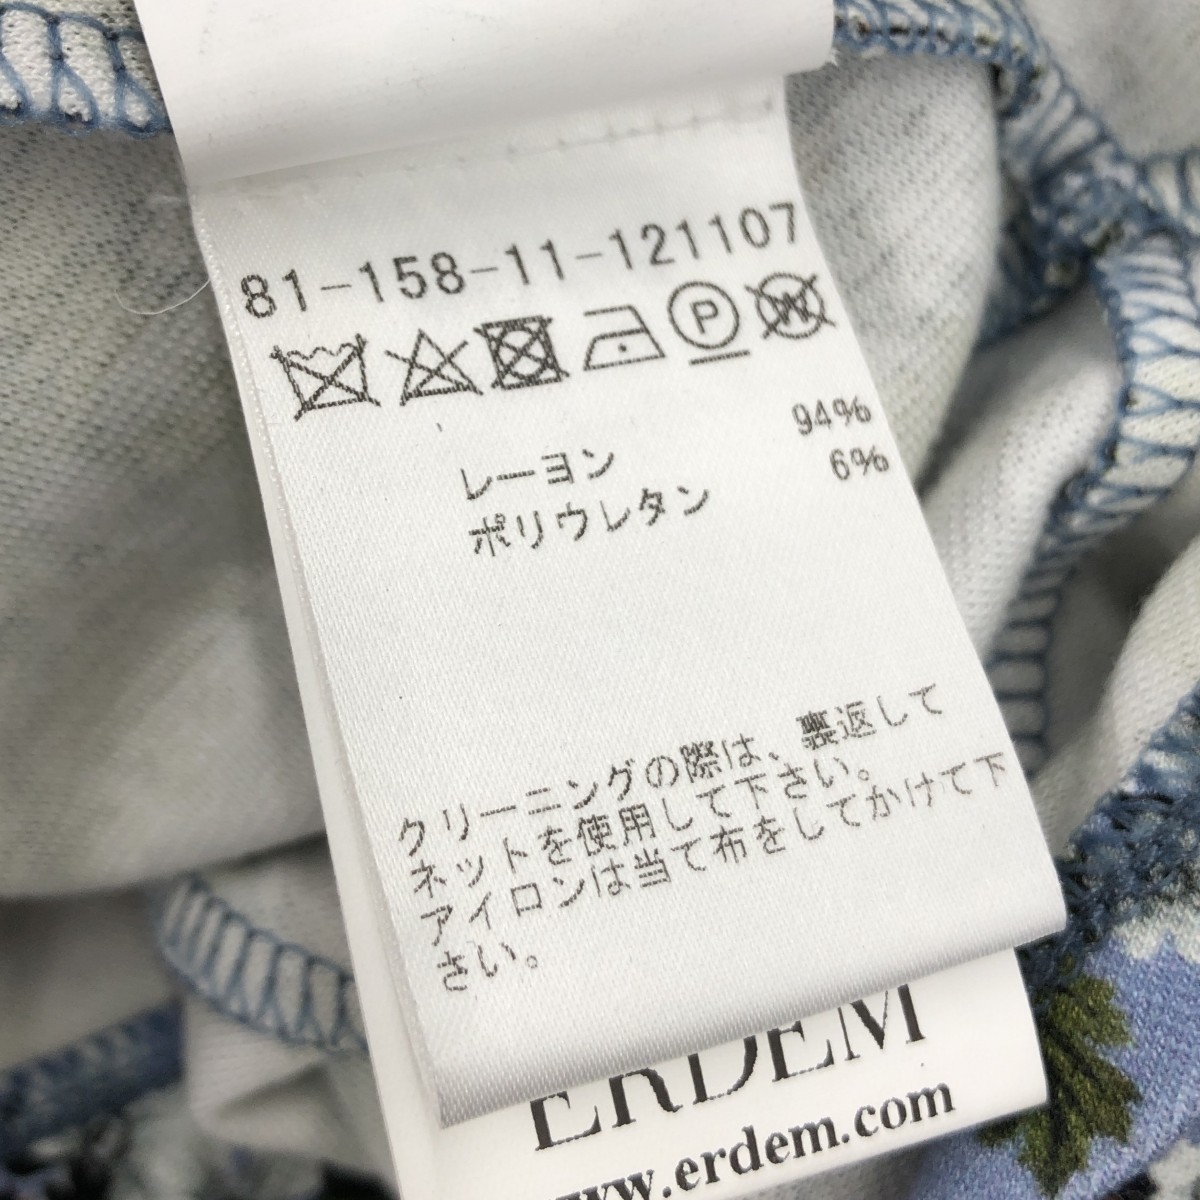 81-158-11-121107
P W
レーヨン 94%
ポリウレタン 6%
クリーニングの際は、裏返して
ネットを使用して下さい。
アイロンは当て布をしてかけて下
さい。
ERDEM
www.erdem.com